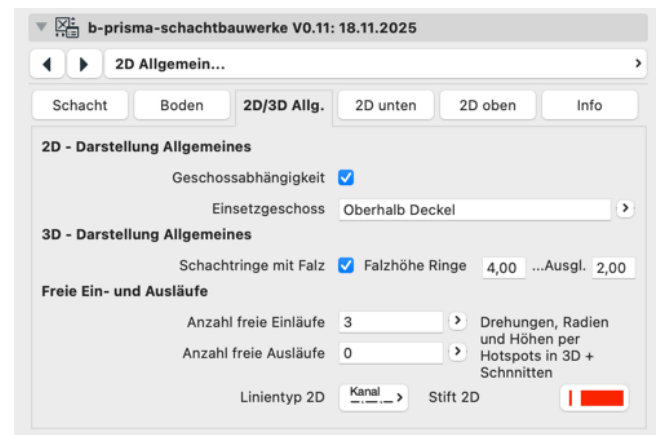 b-prisma-schachtbauwerke V0.11: 18.11.2025
2D Allgemein...
Schacht Boden 2D/3D Allg. 2D unten 2D oben Info
2D - Darstellung Allgemeines
Geschossabhängigkeit
Einsetzgeschoss Oberhalb Deckel
3D - Darstellung Allgemeines
Schachtringe mit Falz Falzhöhe Ringe 4,00 ...Ausgl. 2,00
Freie Ein- und Ausläufe
Anzahl freie Einläufe 3 Drehungen, Radien
und Höhen per
Anzahl freie Ausläufe 0 Hotspots in 3D +
Schnnitten
Linientyp 2D Kanal Stift 2D